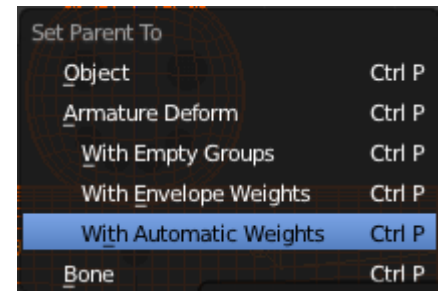 Set Parent To
Object Ctrl P
Armature Deform Ctrl P
With Empty Groups Ctrl P
With Envelope Weights Ctrl P
With Automatic Weights Ctrl P
Bone Ctrl P